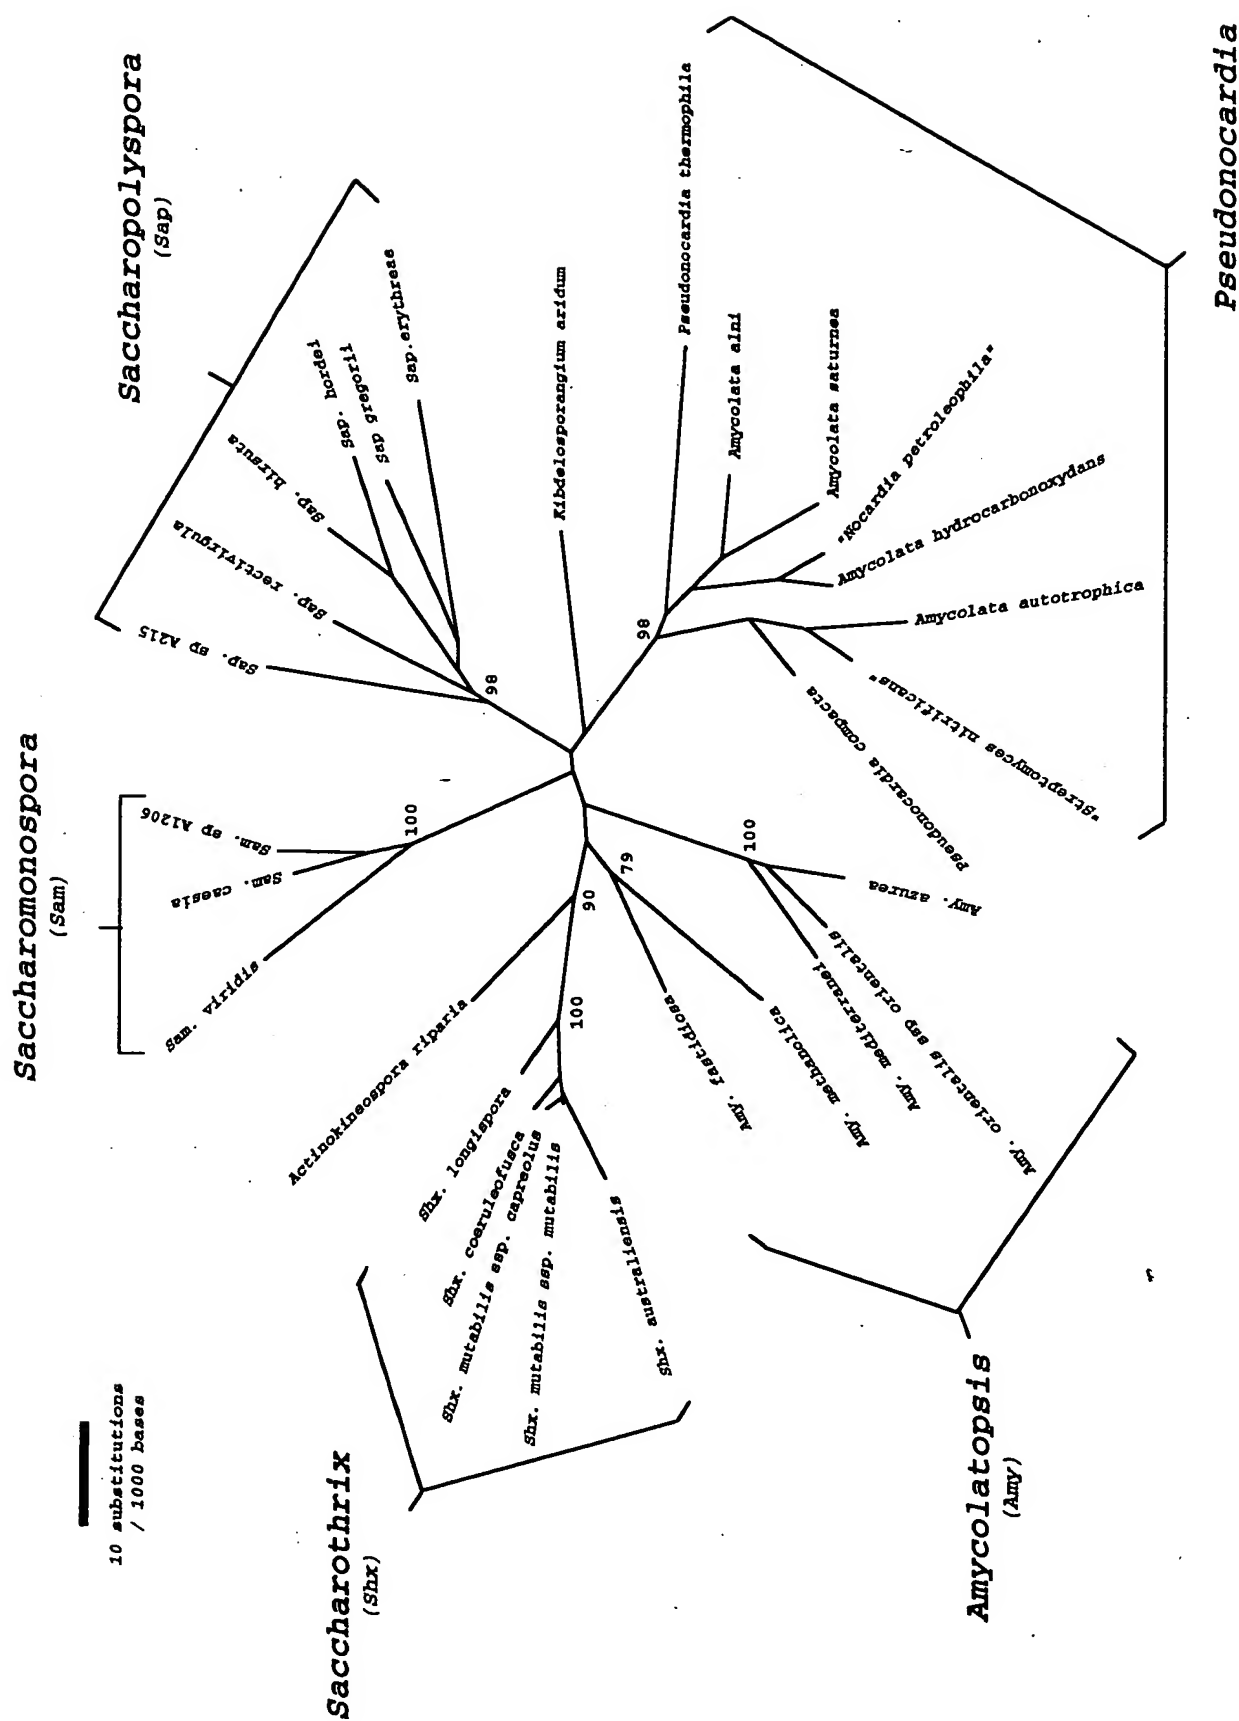 Saccharopolyspora
(Sap)
Sap. sp A215
Sap. rectivirgula
Sap. hirsuta
Sap. hordei
Sap gregorii
Sap.erythreae
98
Kibdelosporangium aridum
Pseudonocardia
Pseudonocardia thermophila
Amycolata alni
Amycolata saturnea
"Nocardia petroleophila"
Amycolata hydrocarbonoxydans
Amycolata autotrophica
"Streptomyces nitrificans"
Pseudonocardia compacta
98
Saccharomonospora
(Sam)
Sam. sp A1206
Sam. caesia
Sam. viridis
100
Actinokineospora riparia
90
100
Saccharothrix
(Shx)
Shx. longispora
Shx. coeruleofusca
Shx. mutabilis ssp. capreolus
Shx. mutabilis ssp. mutabilis
Shx. australiensis
79
Amy. fastidiosa
Amy. methanolica
Amy. mediterranei
Amy. orientalis ssp orientalis
Amy. azurea
100
Amycolatopsis
(Amy)
10 substitutions
/ 1000 bases